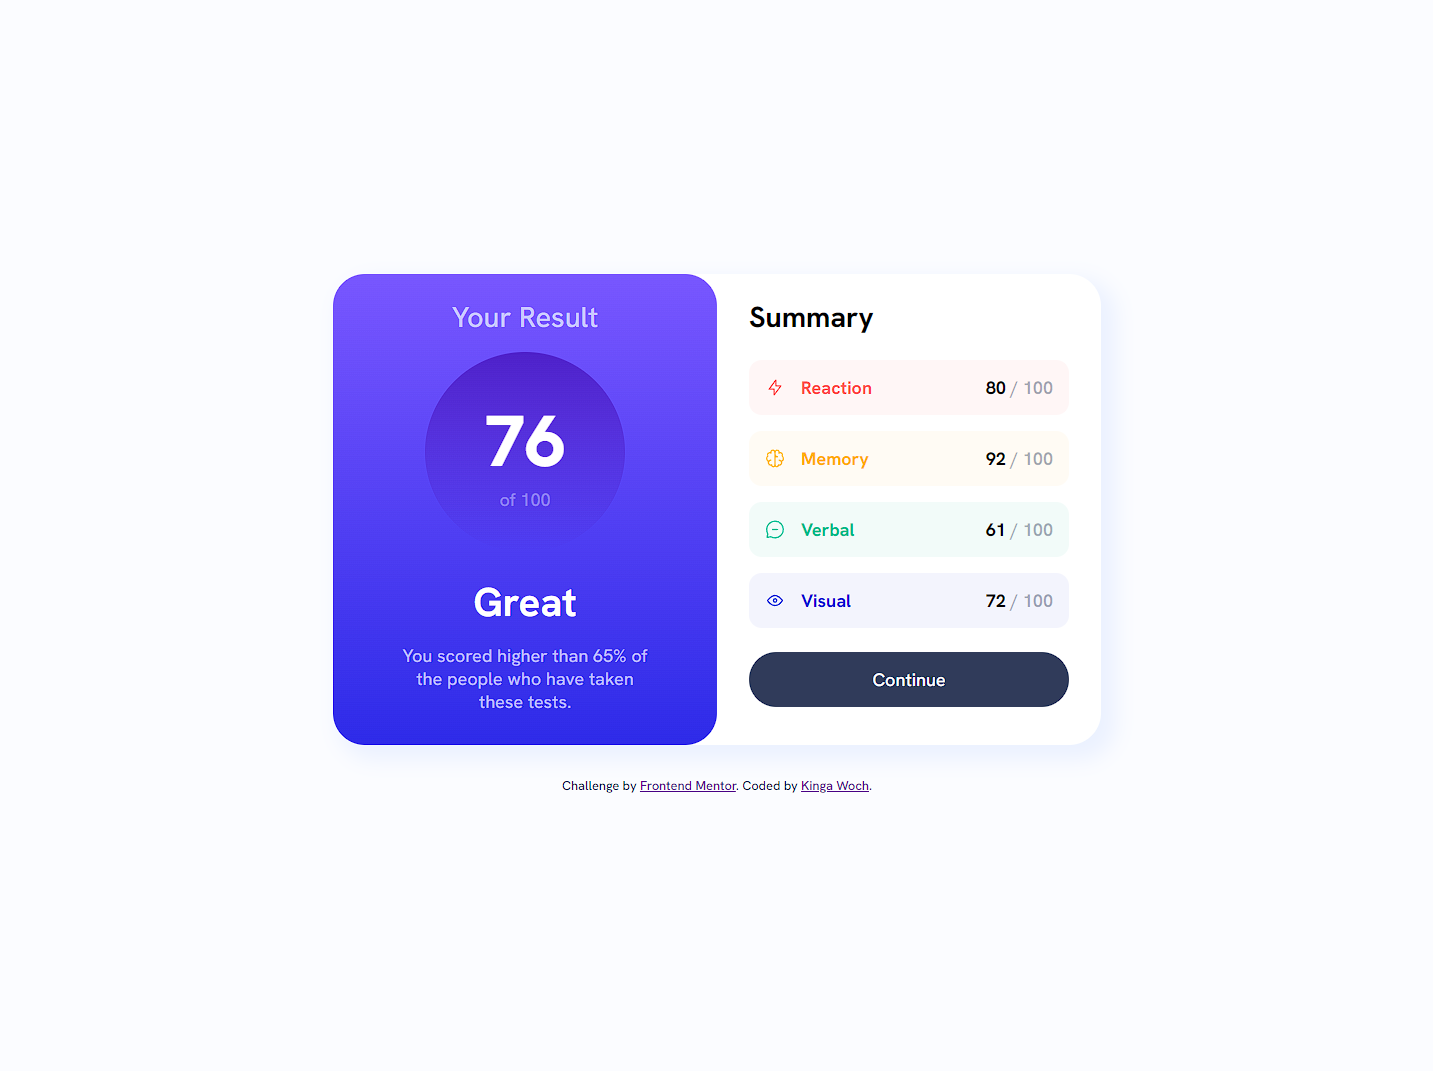 Your Result
76
of 100
Great
You scored higher than 65% of
the people who have taken
these tests.
Summary
Reaction 80 / 100
Memory 92 / 100
Verbal 61 / 100
Visual 72 / 100
Continue
Challenge by Frontend Mentor. Coded by Kinga Woch.